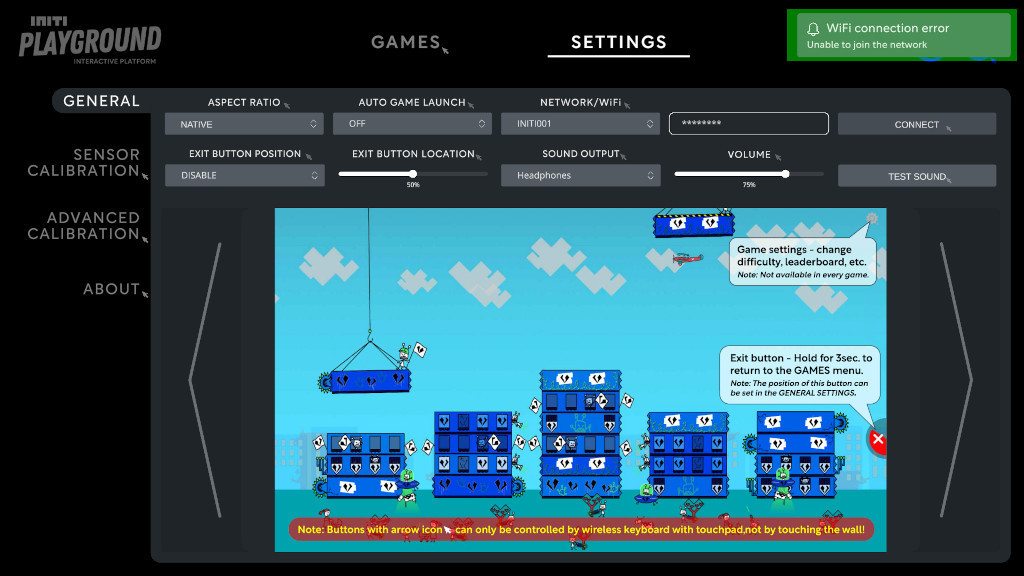 INITI
PLAYGROUND
INTERACTIVE PLATFORM
GAMES
SETTINGS
WiFi connection error
Unable to join the network
GENERAL
SENSOR
CALIBRATION
ADVANCED
CALIBRATION
ABOUT
ASPECT RATIO
AUTO GAME LAUNCH
NETWORK/WiFi
NATIVE
OFF
INITI001
********
CONNECT
EXIT BUTTON POSITION
EXIT BUTTON LOCATION
SOUND OUTPUT
VOLUME
DISABLE
50%
Headphones
75%
TEST SOUND
Game settings - change
difficulty, leaderboard, etc.
Note: Not available in every game.
Exit button - Hold for 3sec. to
return to the GAMES menu.
Note: The position of this button can
be set in the GENERAL SETTINGS.
Note: Buttons with arrow icon can only be controlled by wireless keyboard with touchpad,not by touching the wall!